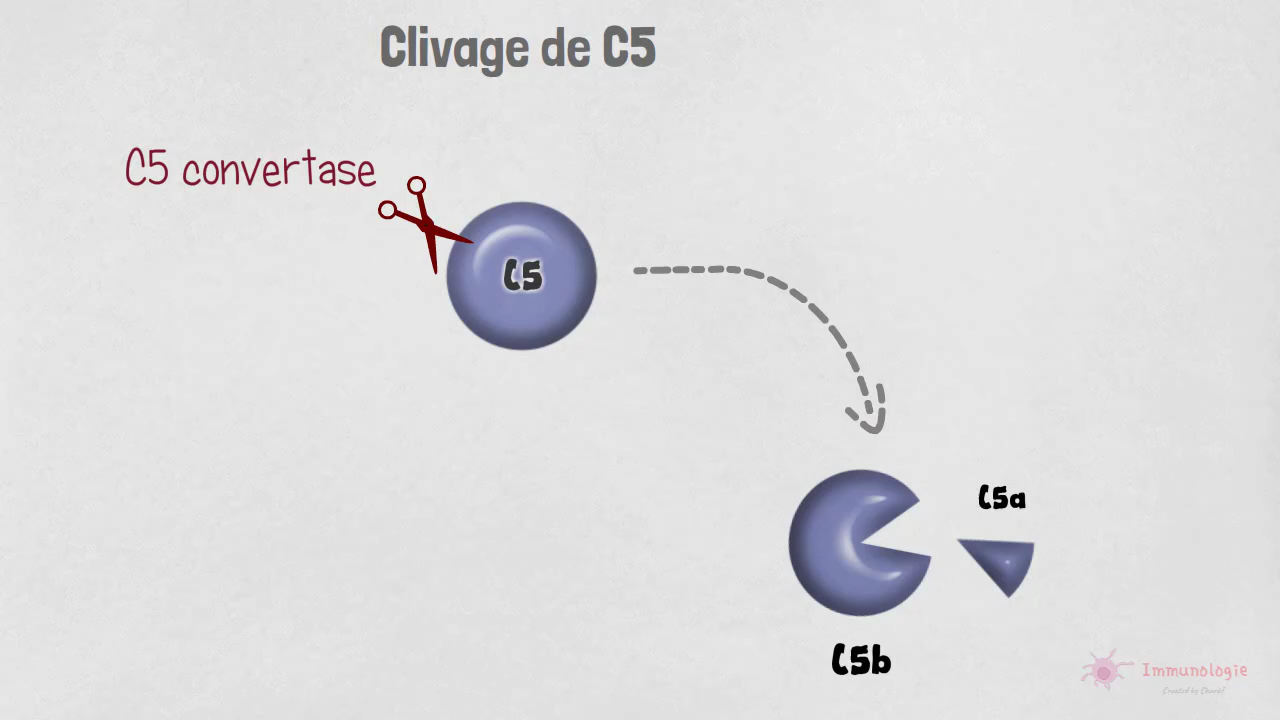 Clivage de C5
C5 convertase
C5
C5a
C5b
Immunologie